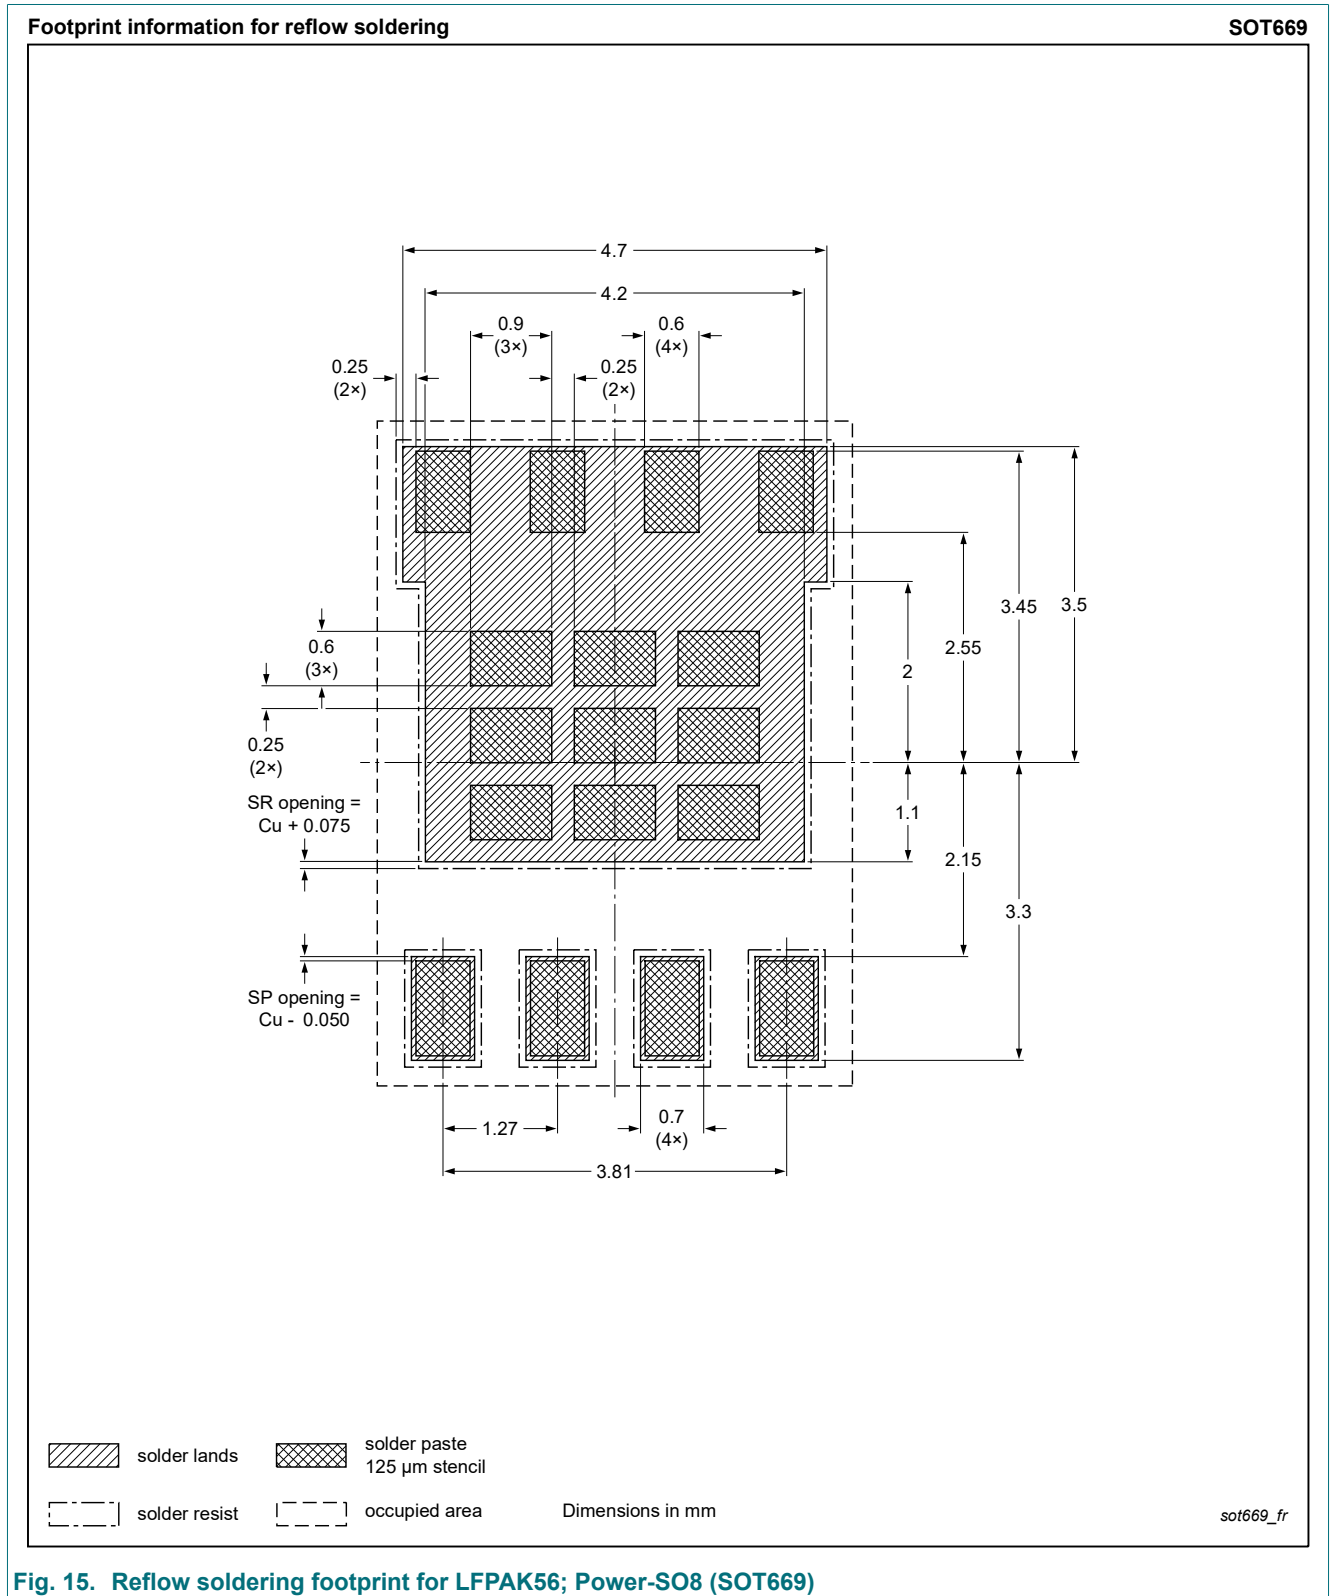 Footprint information for reflow soldering
SOT669
4.7
4.2
0.9
(3×)
0.6
(4×)
0.25
(2×)
0.25
(2×)
3.45
3.5
2.55
2
0.6
(3×)
0.25
(2×)
SR opening =
Cu + 0.075
1.1
2.15
3.3
SP opening =
Cu - 0.050
1.27
0.7
(4×)
3.81
solder lands
solder paste
125 µm stencil
solder resist
occupied area
Dimensions in mm
sot669_fr
Fig. 15. Reflow soldering footprint for LFPAK56; Power-SO8 (SOT669)